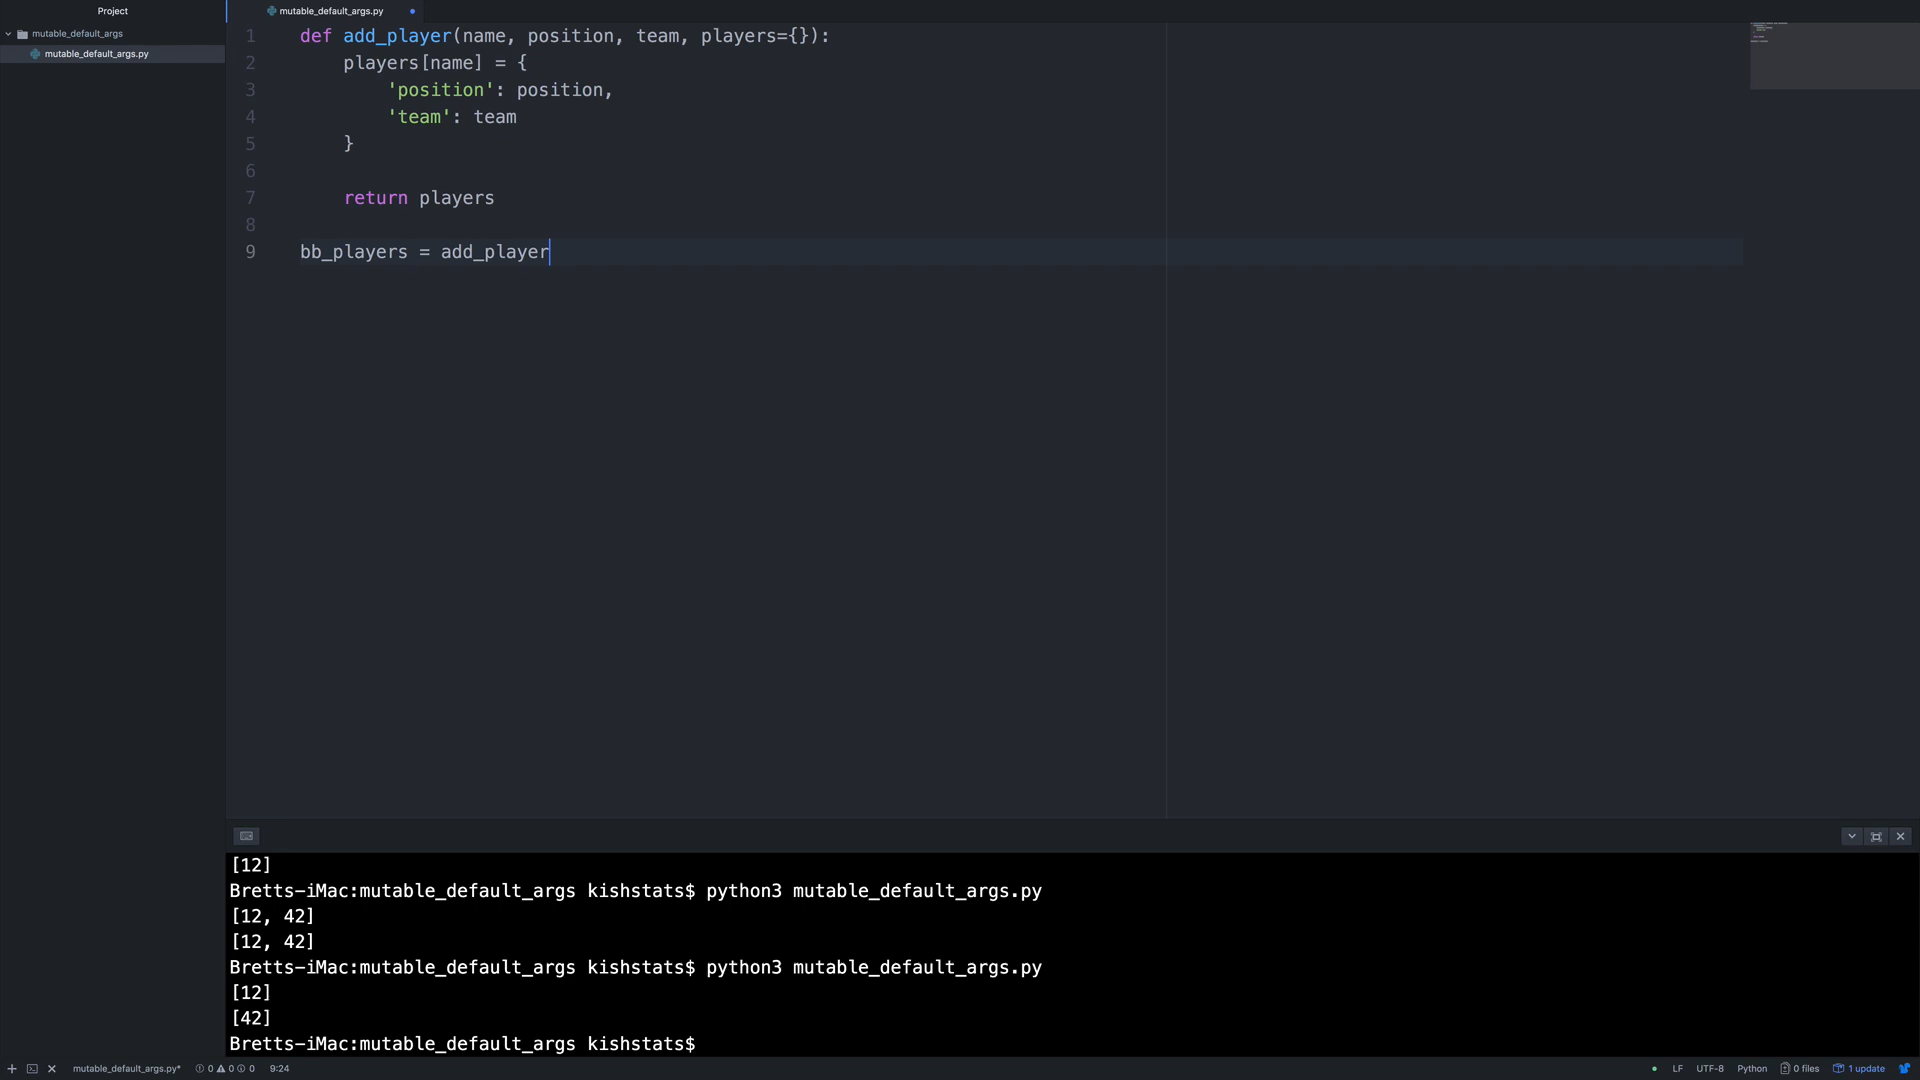 Project
mutable_default_args.py
mutable_default_args
mutable_default_args.py
1 def add_player(name, position, team, players={}):
2 players[name] = {
3 'position': position,
4 'team': team
5 }
6
7 return players
8
9 bb_players = add_player
[12]
Bretts-iMac:mutable_default_args kishstats$ python3 mutable_default_args.py
[12, 42]
[12, 42]
Bretts-iMac:mutable_default_args kishstats$ python3 mutable_default_args.py
[12]
[42]
Bretts-iMac:mutable_default_args kishstats$
mutable_default_args.py* 0 0 0 9:24 LF UTF-8 Python 0 files 1 update